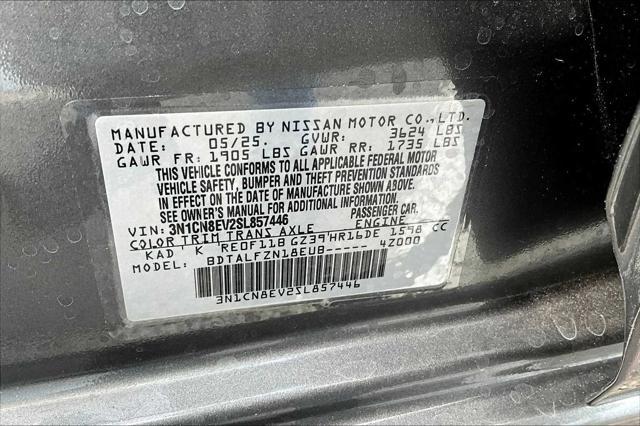 MANUFACTURED BY NISSAN MOTOR CO.,LTD.
DATE: 05/25. GVWR: 3624 LBS
GAWR FR: 1905 LBS GAWR RR: 1735 LBS
THIS VEHICLE CONFORMS TO ALL APPLICABLE FEDERAL MOTOR
VEHICLE SAFETY, BUMPER AND THEFT PREVENTION STANDARDS
IN EFFECT ON THE DATE OF MANUFACTURE SHOWN ABOVE.
SEE OWNER'S MANUAL FOR ADDITIONAL INFORMATION.
VIN: 3N1CN8EV2SL857446 PASSENGER CAR.
COLOR TRIM TRANS AXLE ENGINE
KAD K RE0F11B GZ39 HR16DE 1598 CC
MODEL: BDTALFZN18EUB----- 4Z000
3N1CN8EV2SL857446